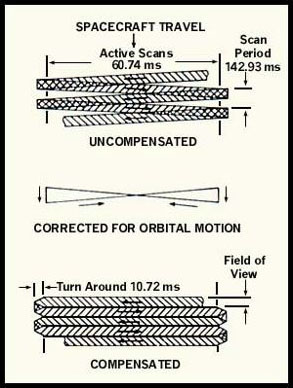 SPACECRAFT TRAVEL
Active Scans
60.74 ms
Scan
Period
142.93 ms
UNCOMPENSATED
CORRECTED FOR ORBITAL MOTION
Field of
View
Turn Around 10.72 ms
COMPENSATED